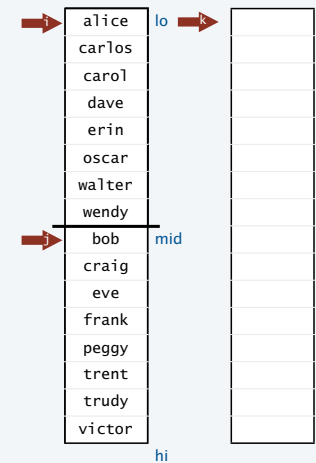 i alice lo k
carlos
carol
dave
erin
oscar
walter
wendy
j bob mid
craig
eve
frank
peggy
trent
trudy
victor
hi